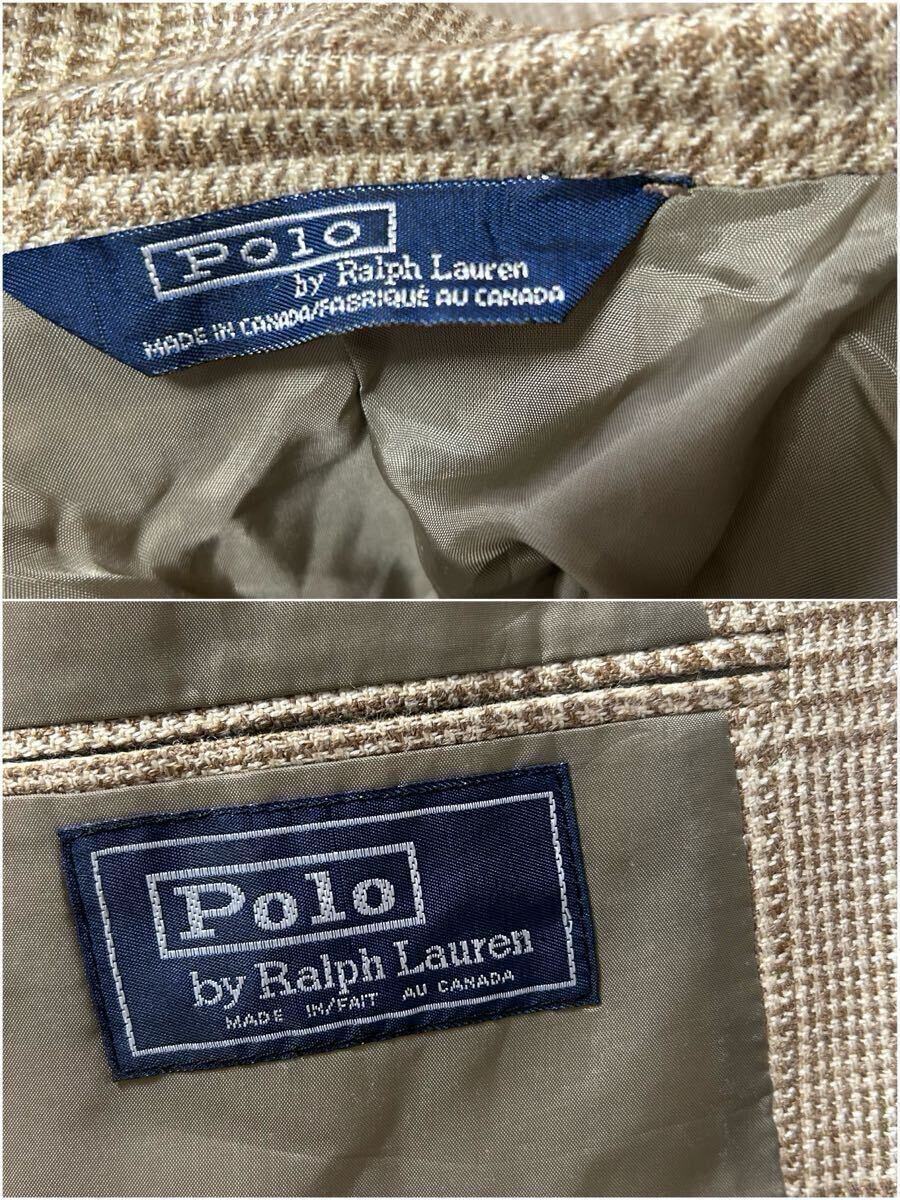 Polo
by Ralph Lauren
MADE IN CANADA/FABRIQUÉ AU CANADA
Polo
by Ralph Lauren
MADE IN/FAIT AU CANADA